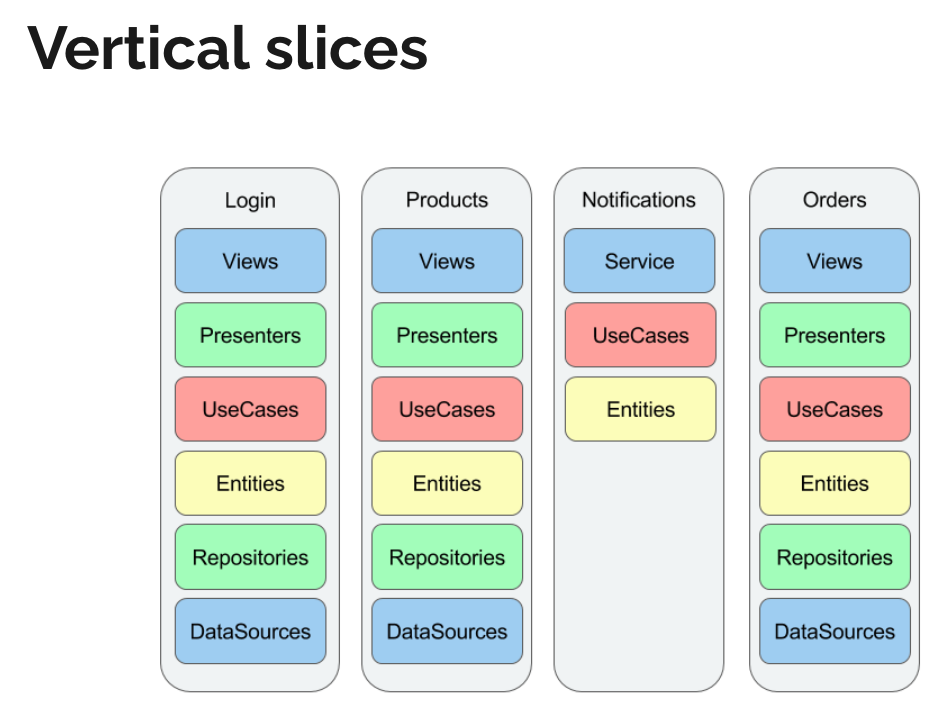 Vertical slices
Login
Views
Presenters
UseCases
Entities
Repositories
DataSources
Products
Views
Presenters
UseCases
Entities
Repositories
DataSources
Notifications
Service
UseCases
Entities
Orders
Views
Presenters
UseCases
Entities
Repositories
DataSources